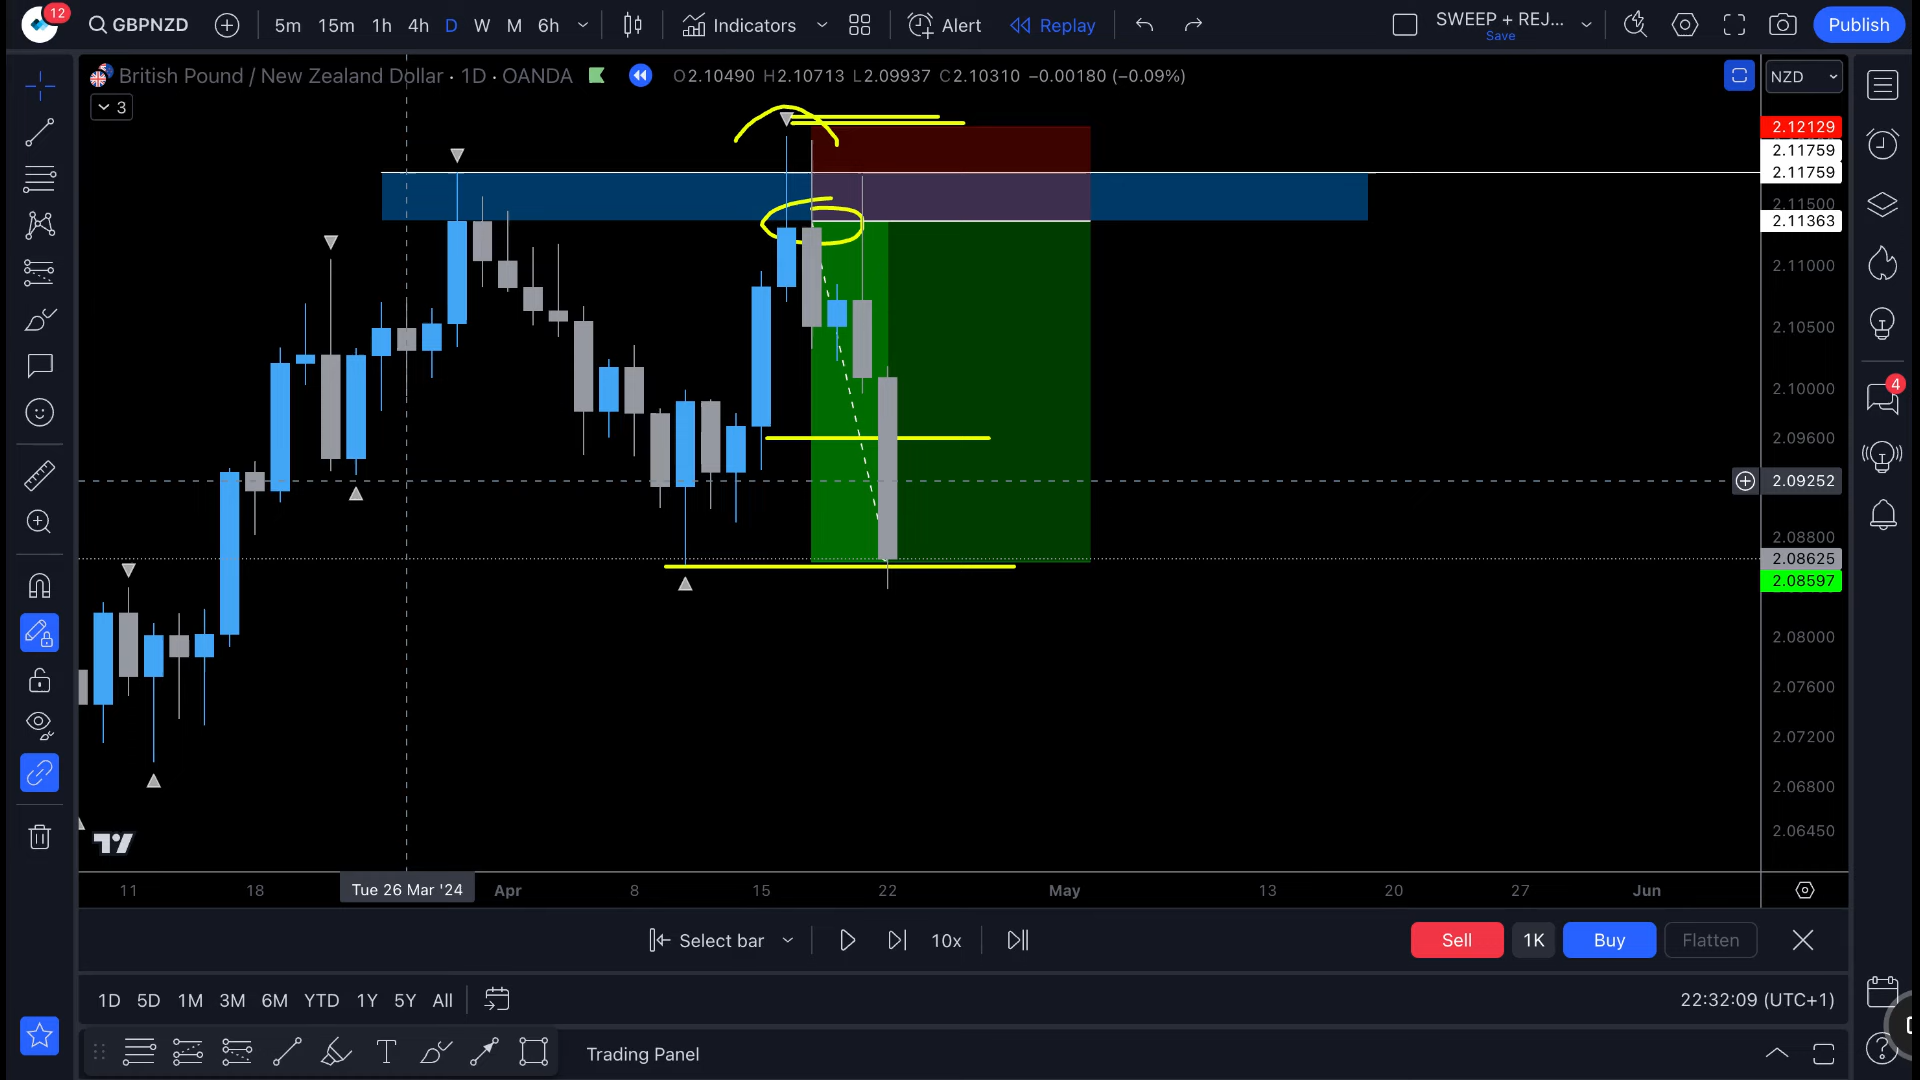 12
GBPNZD
5m 15m 1h 4h D W M 6h
Indicators
Alert
Replay
SWEEP + REJ...
Save
Publish
British Pound / New Zealand Dollar · 1D · OANDA
O2.10490 H2.10713 L2.09937 C2.10310 −0.00180 (−0.09%)
3
NZD
2.12129
2.11759
2.11759
2.11500
2.11363
2.11000
2.10500
2.10000
2.09600
2.09252
2.08800
2.08625
2.08597
2.08000
2.07600
2.07200
2.06800
2.06450
4
11 18 Tue 26 Mar '24 Apr 8 15 22 May 13 20 27 Jun
Select bar
10x
Sell 1K Buy Flatten
1D 5D 1M 3M 6M YTD 1Y 5Y All
22:32:09 (UTC+1)
Trading Panel